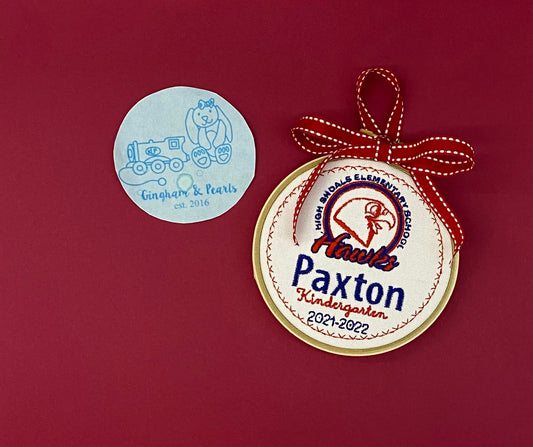 Gingham & Pearls
est. 2016
HIGH SHOALS ELEMENTARY SCHOOL
Hawks
Paxton
Kindergarten
2021-2022